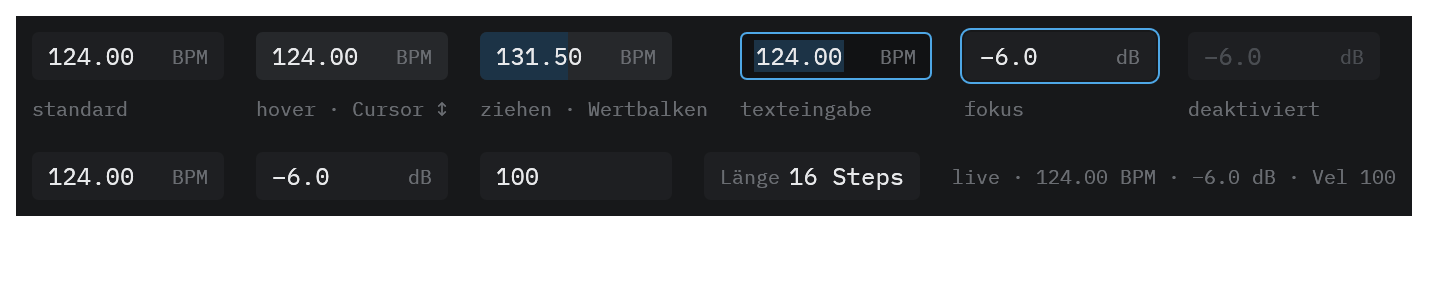 124.00 BPM 124.00 BPM 131.50 BPM 124.00 BPM −6.0 dB −6.0 dB
standard hover · Cursor ↕ ziehen · Wertbalken texteingabe fokus deaktiviert
124.00 BPM −6.0 dB 100 Länge 16 Steps live · 124.00 BPM · −6.0 dB · Vel 100